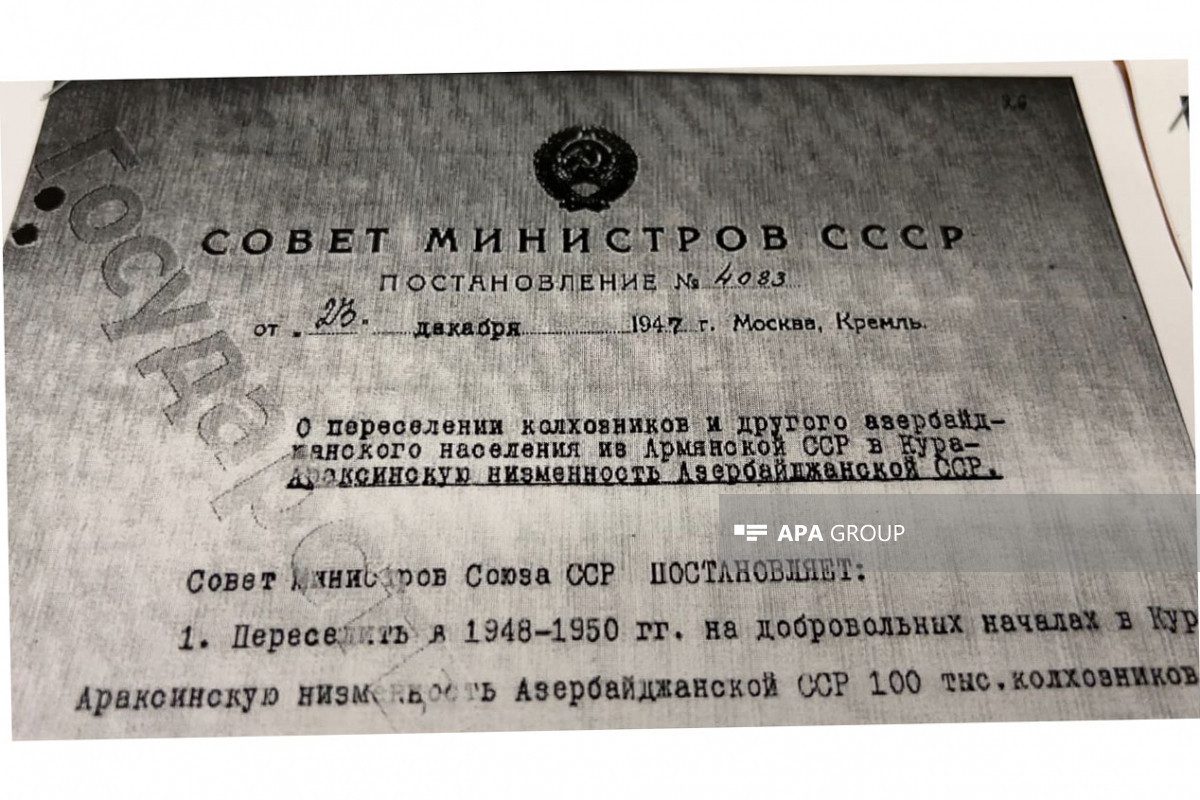 СОВЕТ МИНИСТРОВ СССР
ПОСТАНОВЛЕНИЕ № 4083
от „23" декабря 1947 г. Москва, Кремль.
О переселении колхозников и другого азербайд-
жанского населения из Армянской ССР в Кура-
Араксинскую низменность Азербайджанской ССР.
APA GROUP
Совет Министров Союза ССР ПОСТАНОВЛЯЕТ:
1. Переселить в 1948-1950 гг. на добровольных началах в Кур
Араксинскую низменность Азербайджанской ССР 100 тыс.колхозников
Государст